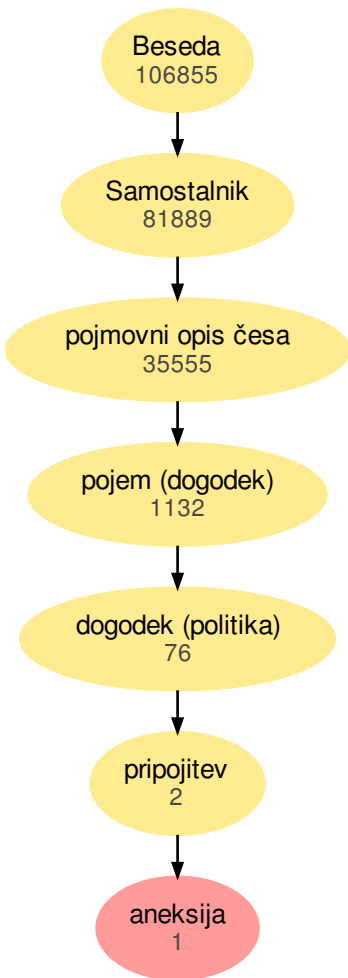 Beseda
106855
Samostalnik
81889
pojmovni opis česa
35555
pojem (dogodek)
1132
dogodek (politika)
76
pripojitev
2
aneksija
1